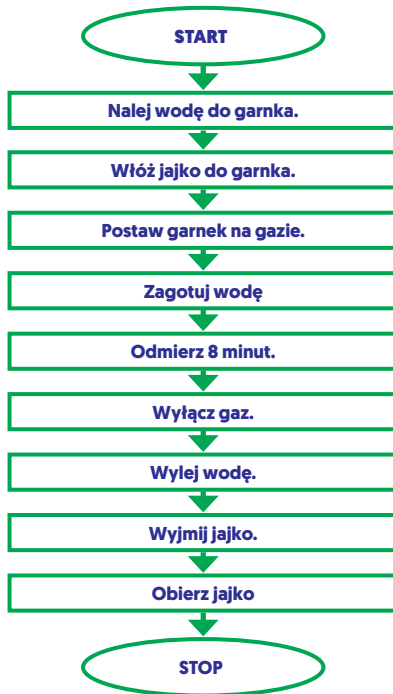 START
Nalej wodę do garnka.
Włóż jajko do garnka.
Postaw garnek na gazie.
Zagotuj wodę
Odmierz 8 minut.
Wyłącz gaz.
Wylej wodę.
Wyjmij jajko.
Obierz jajko
STOP